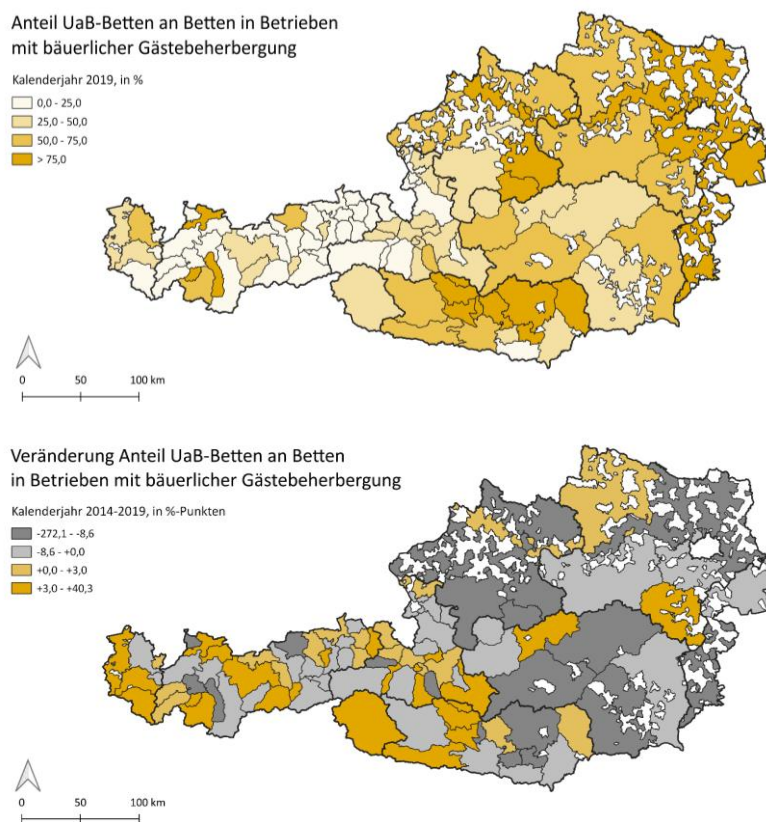 Anteil UaB-Betten an Betten in Betrieben
mit bäuerlicher Gästebeherbergung
Kalenderjahr 2019, in %
0,0 - 25,0
25,0 - 50,0
50,0 - 75,0
> 75,0
0 50 100 km
Veränderung Anteil UaB-Betten an Betten
in Betrieben mit bäuerlicher Gästebeherbergung
Kalenderjahr 2014-2019, in %-Punkten
-272,1 - -8,6
-8,6 - +0,0
+0,0 - +3,0
+3,0 - +40,3
0 50 100 km